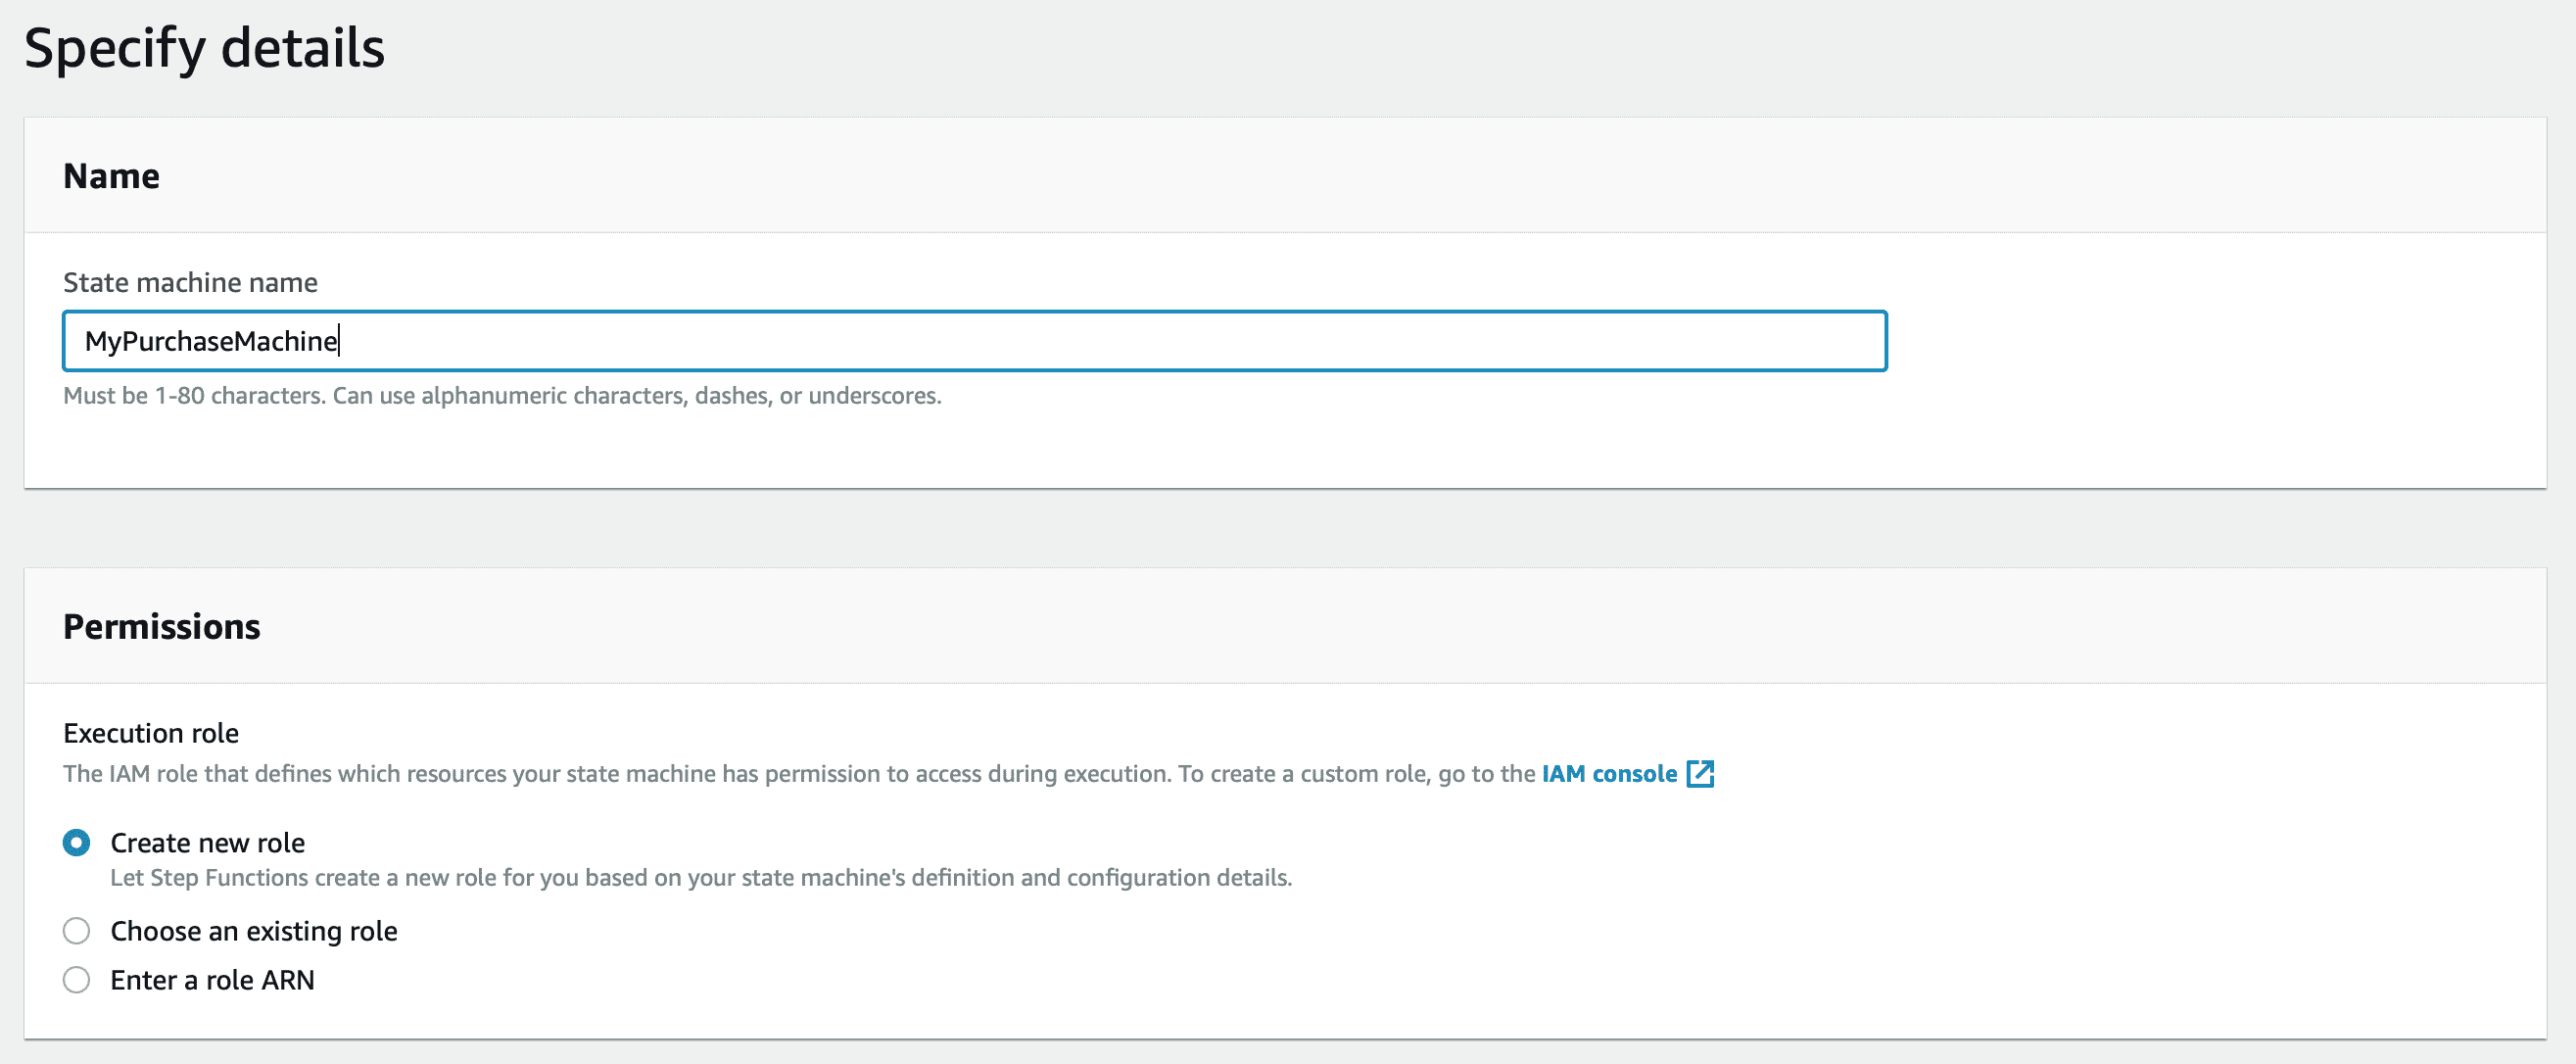 Specify details
Name
State machine name
MyPurchaseMachine
Must be 1-80 characters. Can use alphanumeric characters, dashes, or underscores.
Permissions
Execution role
The IAM role that defines which resources your state machine has permission to access during execution. To create a custom role, go to the IAM console
Create new role
Let Step Functions create a new role for you based on your state machine's definition and configuration details.
Choose an existing role
Enter a role ARN